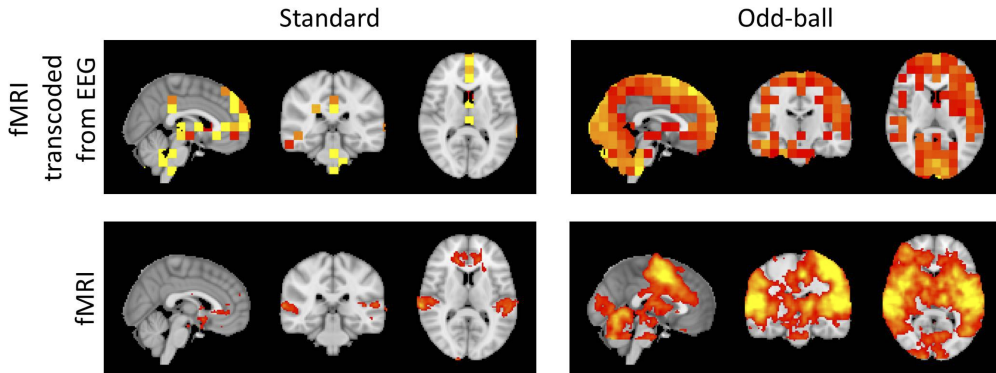 Standard
Odd-ball
fMRI
transcoded
from EEG
fMRI